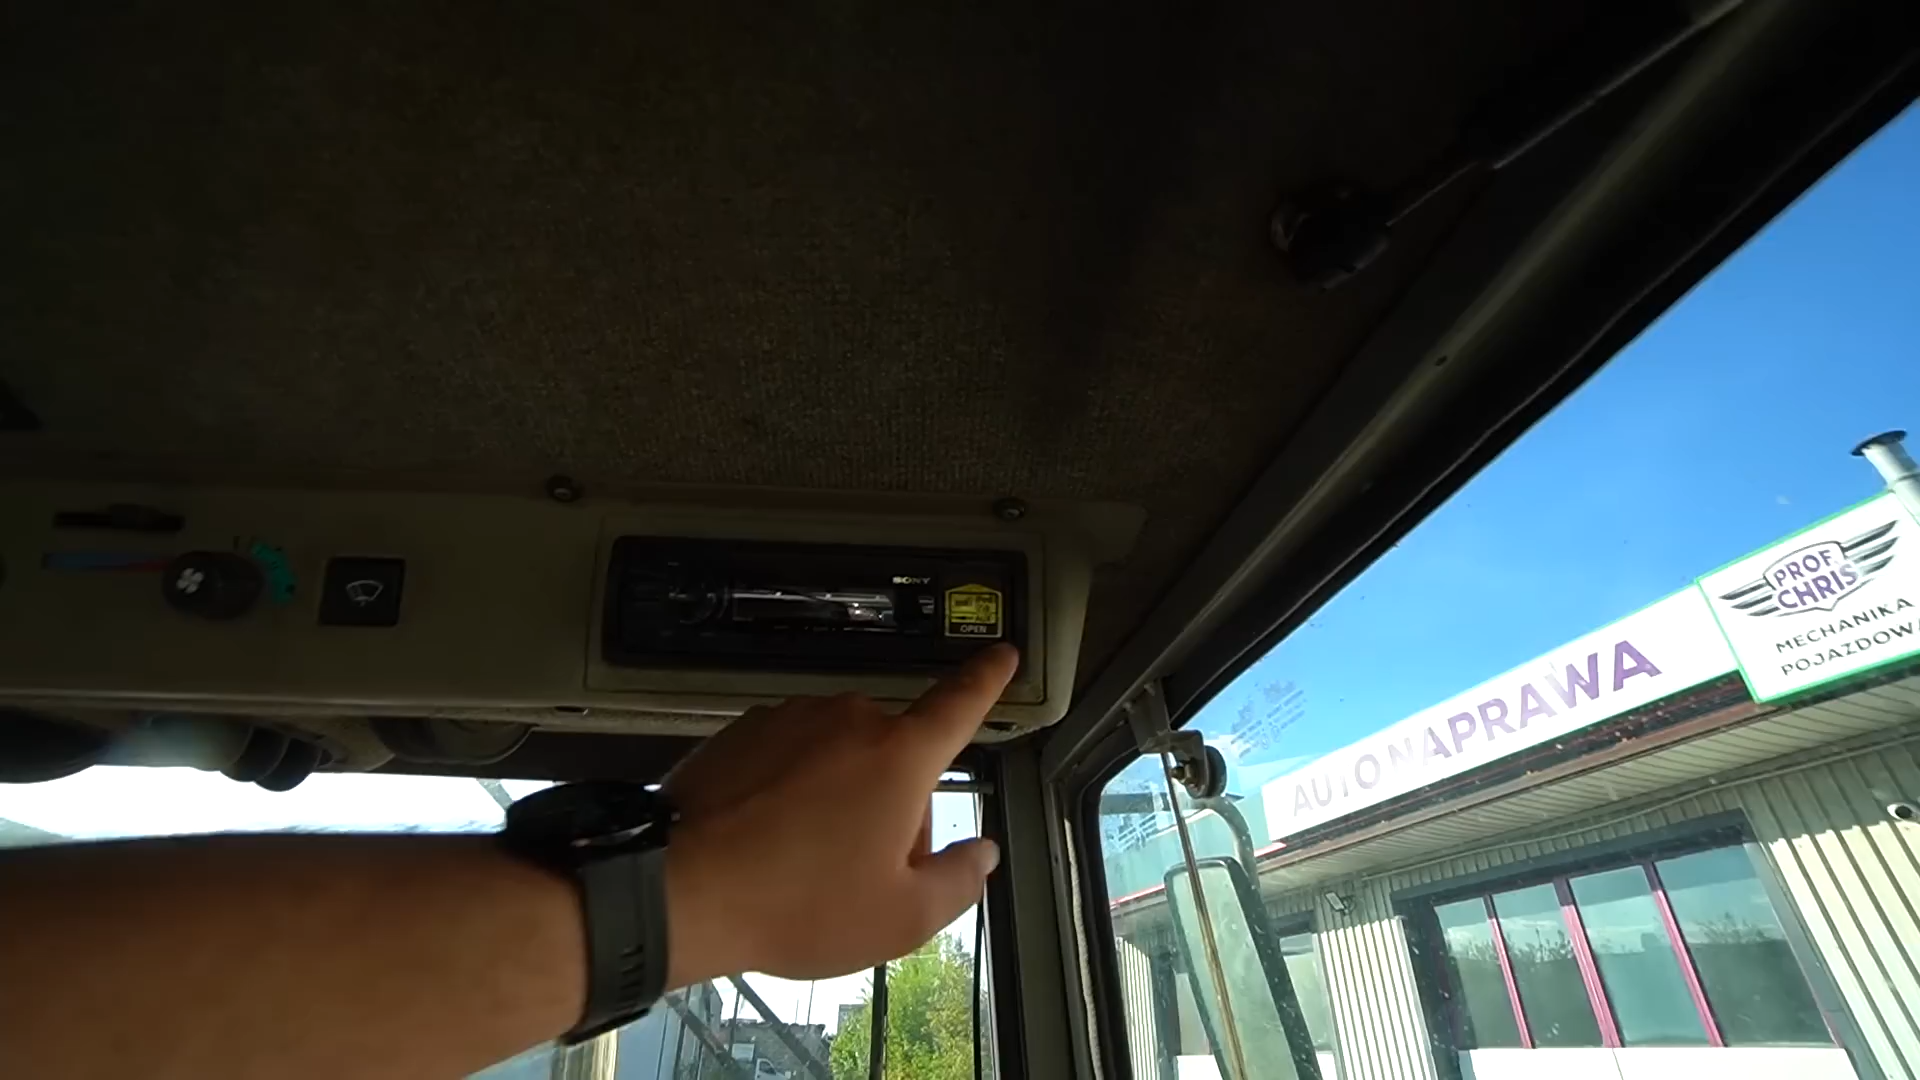 SONY
OPEN
AUTONAPRAWA
PROF.
CHRIS
MECHANIKA
POJAZDOWA